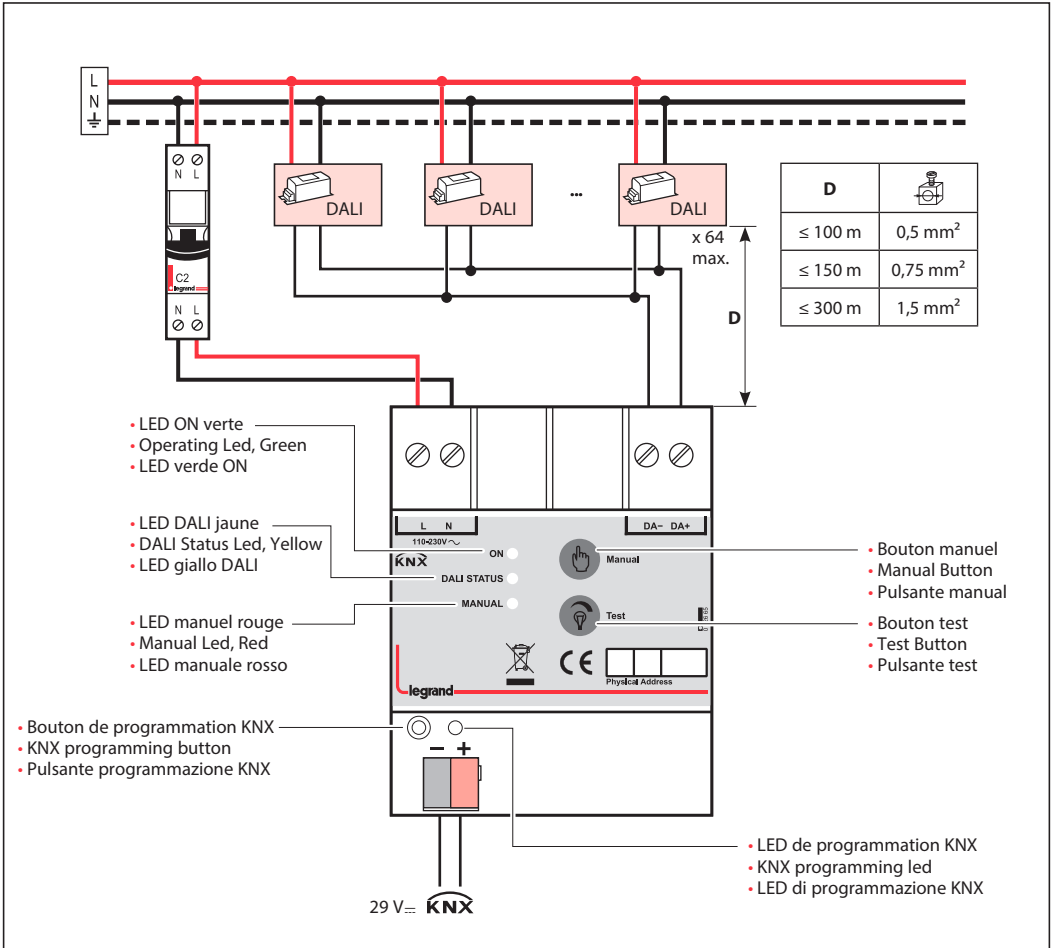 L
N
N L
DALI
DALI
...
DALI
x 64
max.
D
≤ 100 m 0,5 mm²
≤ 150 m 0,75 mm²
≤ 300 m 1,5 mm²
C2
legrand
N L
D
• LED ON verte
• Operating Led, Green
• LED verde ON
• LED DALI jaune
• DALI Status Led, Yellow
• LED giallo DALI
• LED manuel rouge
• Manual Led, Red
• LED manuale rosso
L N
110-230V~
KNX
DA- DA+
ON
DALI STATUS
MANUAL
Manual
Test
CE
Physical Address
legrand
• Bouton manuel
• Manual Button
• Pulsante manual
• Bouton test
• Test Button
• Pulsante test
• Bouton de programmation KNX
• KNX programming button
• Pulsante programmazione KNX
− +
• LED de programmation KNX
• KNX programming led
• LED di programmazione KNX
29 V⎓ KNX